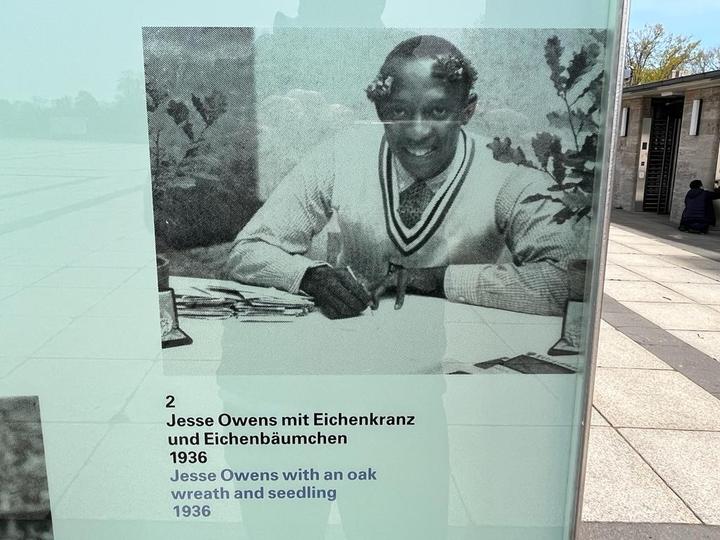 2
Jesse Owens mit Eichenkranz
und Eichenbäumchen
1936
Jesse Owens with an oak
wreath and seedling
1936